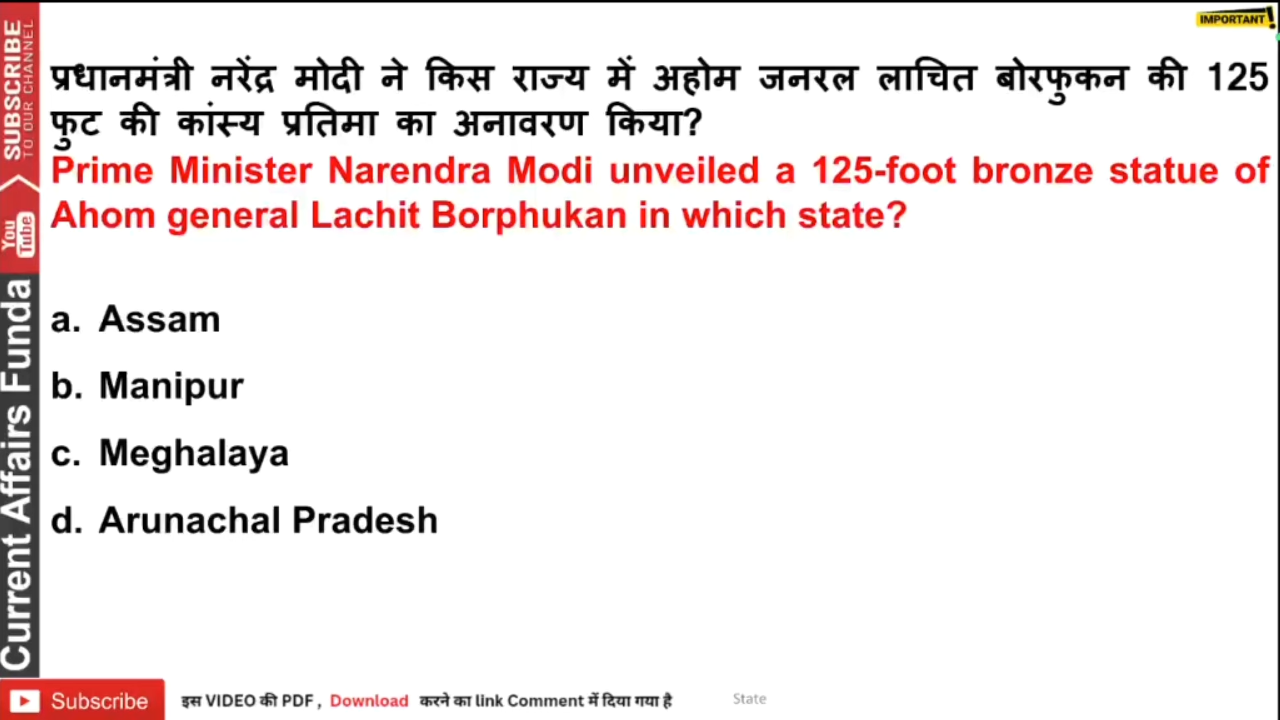 IMPORTANT!
SUBSCRIBE
TO OUR CHANNEL
You
Tube
Current Affairs Funda
प्रधानमंत्री नरेंद्र मोदी ने किस राज्य में अहोम जनरल लाचित बोरफुकन की 125
फुट की कांस्य प्रतिमा का अनावरण किया?
Prime Minister Narendra Modi unveiled a 125-foot bronze statue of
Ahom general Lachit Borphukan in which state?
a. Assam
b. Manipur
c. Meghalaya
d. Arunachal Pradesh
Subscribe इस VIDEO की PDF , Download करने का link Comment में दिया गया है State